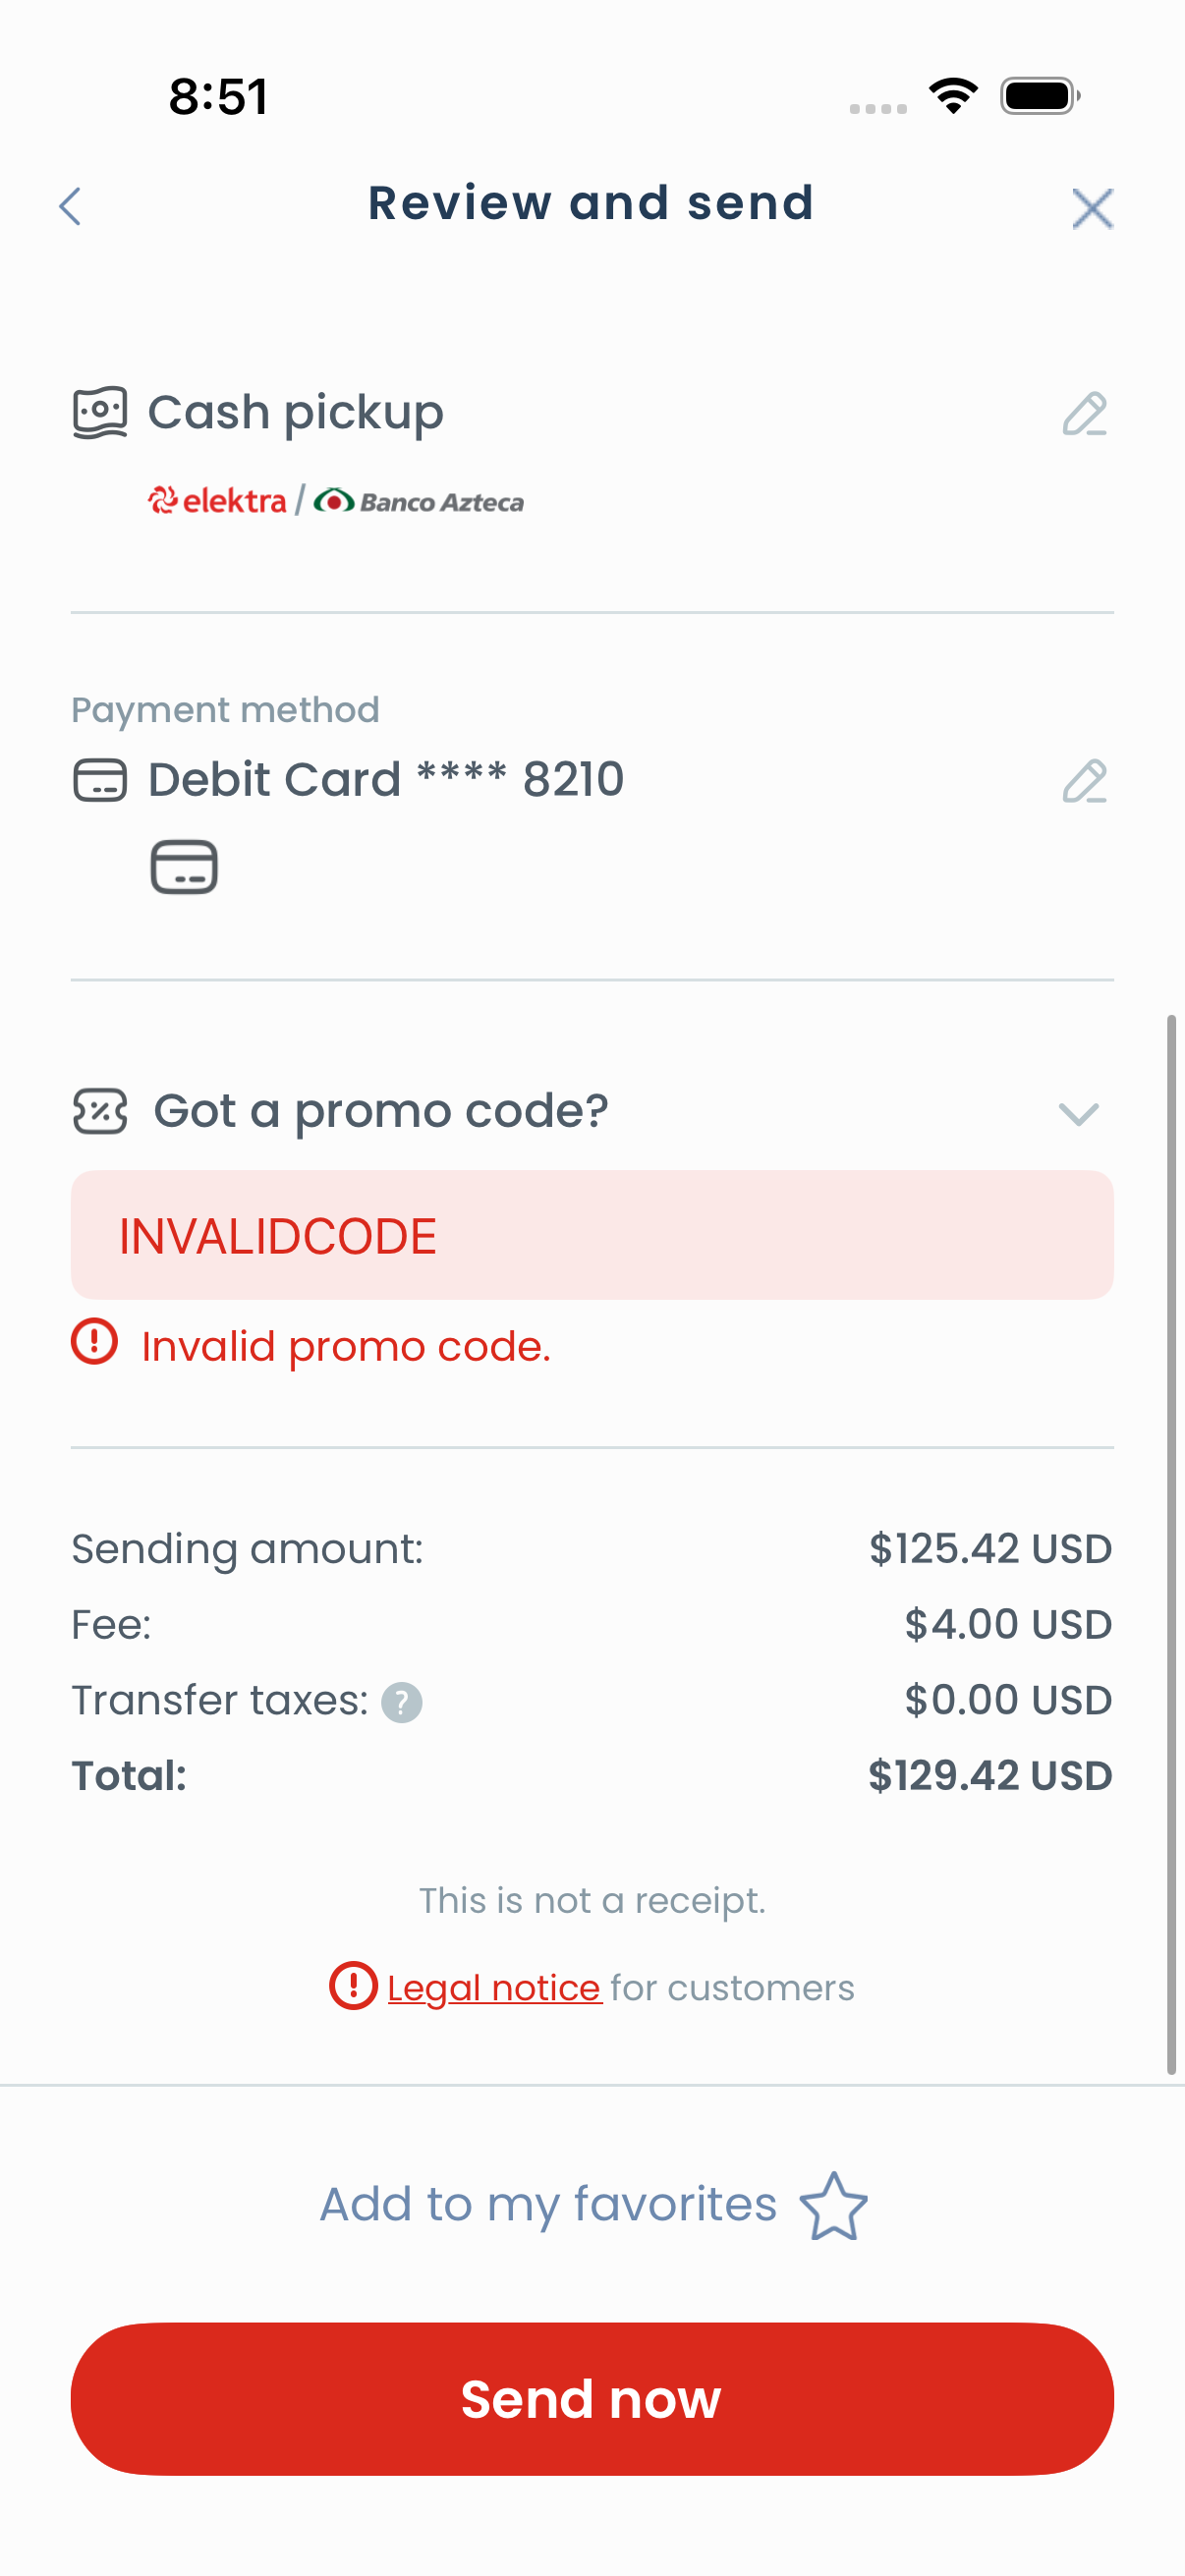 8:51
Review and send
Cash pickup
elektra / Banco Azteca
Payment method
Debit Card **** 8210
Got a promo code?
INVALIDCODE
Invalid promo code.
Sending amount: $125.42 USD
Fee: $4.00 USD
Transfer taxes: ? $0.00 USD
Total: $129.42 USD
This is not a receipt.
Legal notice for customers
Add to my favorites
Send now